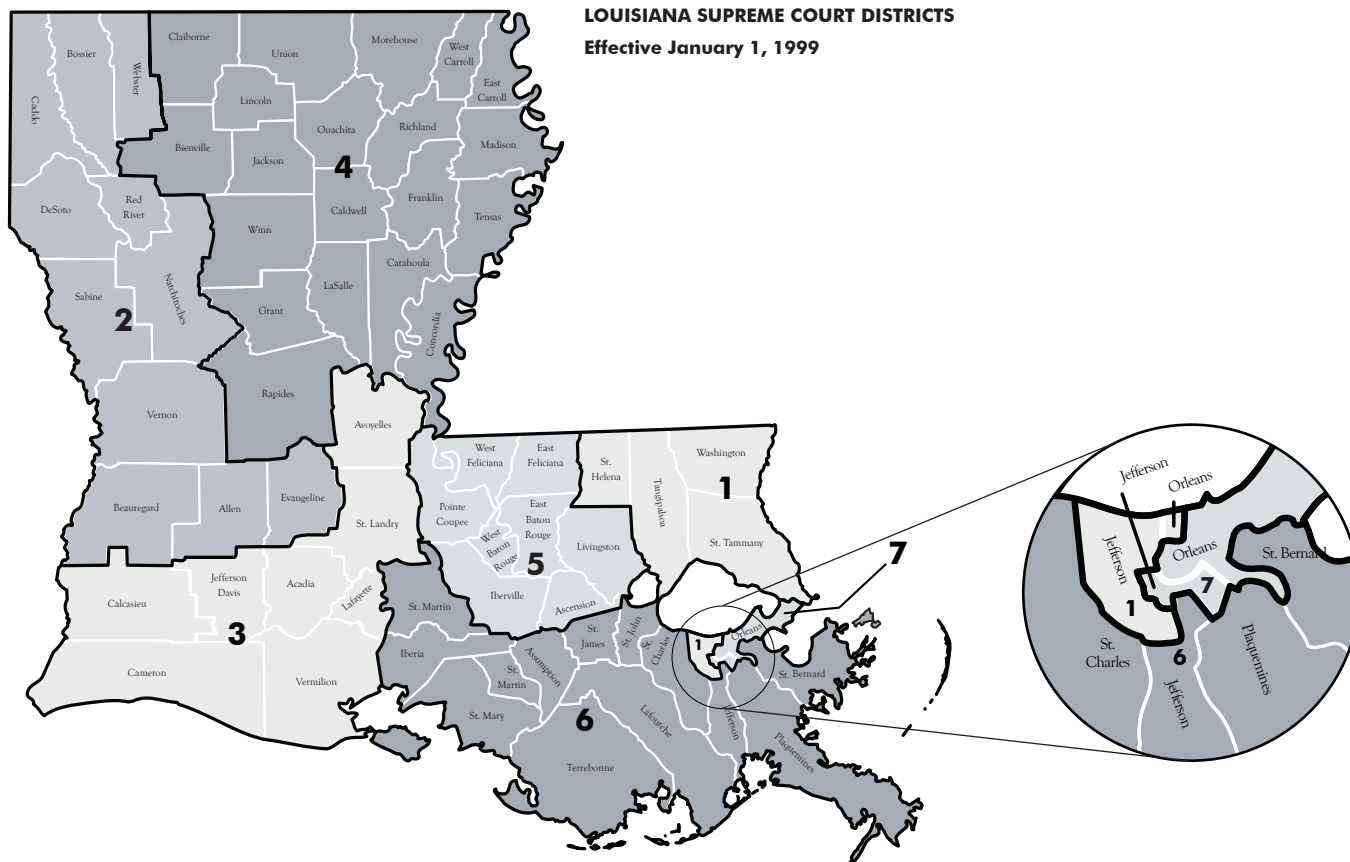 LOUISIANA SUPREME COURT DISTRICTS
Effective January 1, 1999
Claiborne
Union
Morehouse
West
Carroll
East
Carroll
Bossier
Webster
Caddo
Lincoln
Ouachita
Richland
Madison
Bienville
Jackson
4
DeSoto
Red
River
Winn
Caldwell
Franklin
Tensas
Catahoula
Sabine
Natchitoches
2
LaSalle
Grant
Concordia
Rapides
Vernon
Avoyelles
Beauregard
Allen
Evangeline
St. Landry
West
Feliciana
East
Feliciana
St.
Helena
Tangipahoa
Washington
1
Pointe
Coupee
West
Baton
Rouge
East
Baton
Rouge
5
Livingston
St. Tammany
Iberville
Ascension
Calcasieu
Jefferson
Davis
Acadia
Lafayette
3
Cameron
Vermilion
St. Martin
Iberia
St.
Martin
St. Mary
Assumption
St.
James
St. John
St.
Charles
1
Orleans
7
St. Bernard
6
Lafourche
Jefferson
Plaquemines
Terrebonne
Jefferson
Orleans
Jefferson
Orleans
St. Bernard
1
7
St.
Charles
6
Jefferson
Plaquemines